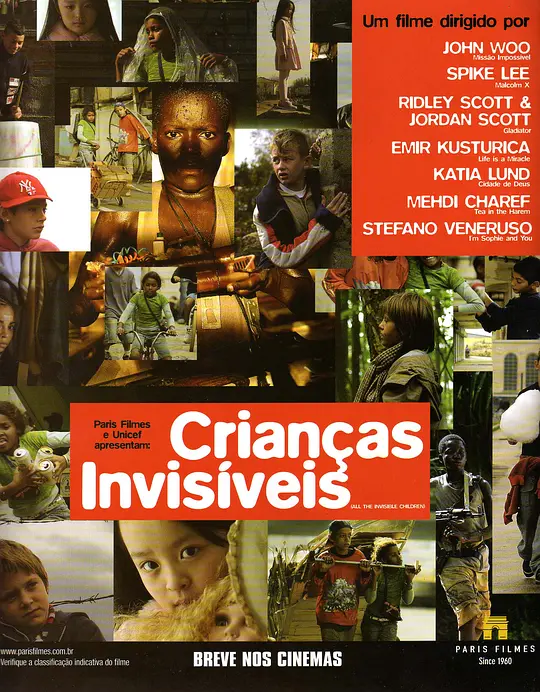 Um filme dirigido por
JOHN WOO
Missão Impossível
SPIKE LEE
Malcolm X
RIDLEY SCOTT &
JORDAN SCOTT
Gladiator
EMIR KUSTURICA
Life is a Miracle
KATIA LUND
Cidade de Deus
MEHDI CHAREF
Tea in the Harem
STEFANO VENERUSO
I'm Sophie and You
Paris Filmes
e Unicef
apresentam:
Crianças
Invisíveis
(ALL THE INVISIBLE CHILDREN)
www.parisfilmes.com.br
Verifique a classificação indicativa do filme
BREVE NOS CINEMAS
PARIS FILMES
Since 1960